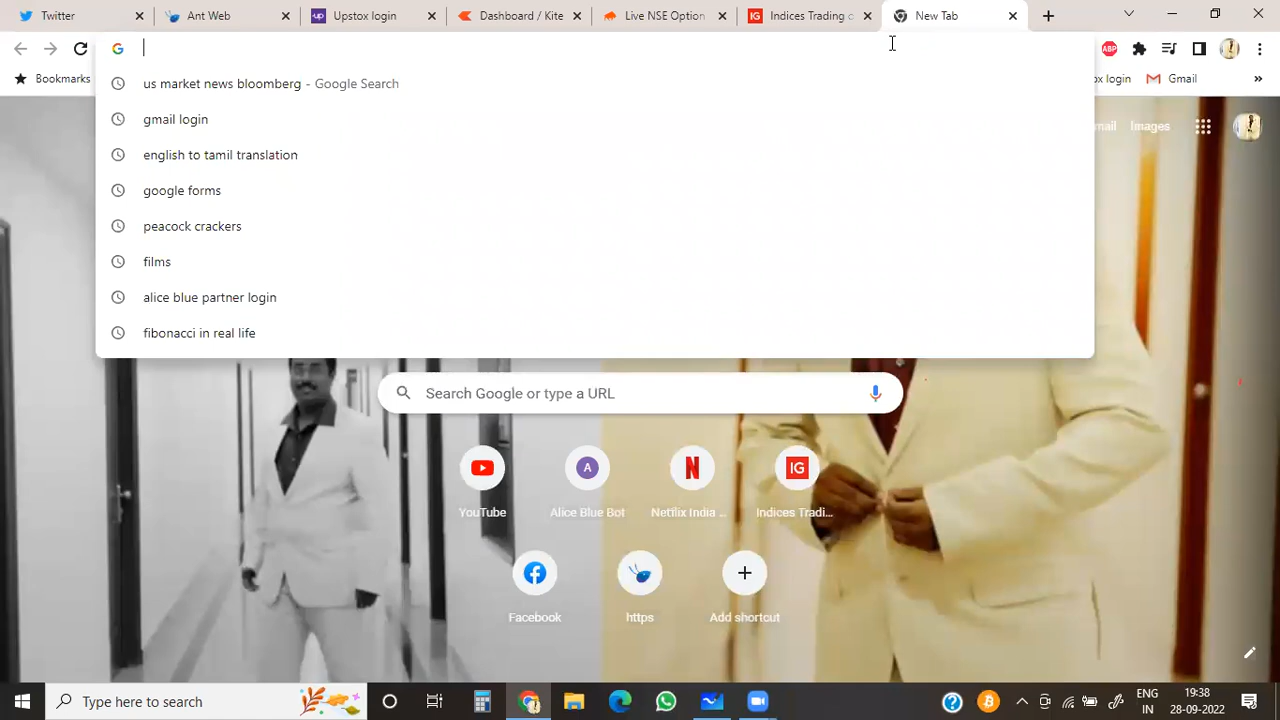 Twitter
Ant Web
Upstox login
Dashboard / Kite
Live NSE Option
Indices Trading
New Tab
ABP
Bookmarks
ox login
Gmail
us market news bloomberg - Google Search
gmail login
english to tamil translation
google forms
peacock crackers
films
alice blue partner login
fibonacci in real life
mail
Images
Search Google or type a URL
YouTube
A
Alice Blue Bot
N
Netflix India ...
IG
Indices Tradi...
Facebook
https
Add shortcut
Type here to search
ENG
IN
19:38
28-09-2022